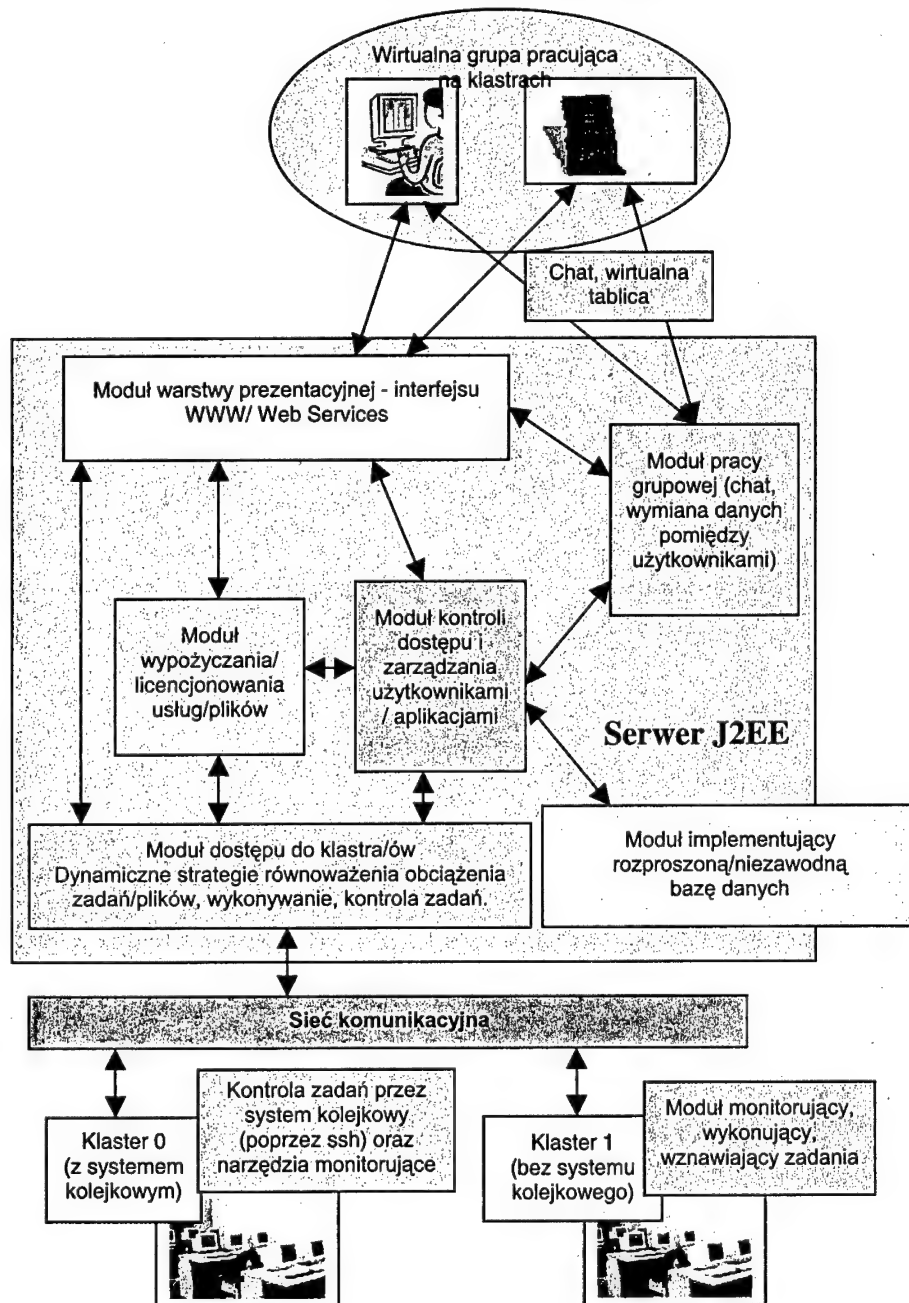 Wirtualna grupa pracująca
na klastrach
Chat, wirtualna
tablica
Moduł warstwy prezentacyjnej - interfejsu
WWW/ Web Services
Moduł pracy
grupowej (chat,
wymiana danych
pomiędzy
użytkownikami)
Moduł
wypożyczania/
licencjonowania
usług/plików
Moduł kontroli
dostępu i
zarządzania
użytkownikami
/ aplikacjami
Serwer J2EE
Moduł dostępu do klastra/ów
Dynamiczne strategie równoważenia obciążenia
zadań/plików, wykonywanie, kontrola zadań.
Moduł implementujący
rozproszoną/niezawodną
bazę danych
Sieć komunikacyjna
Klaster 0
(z systemem
kolejkowym)
Kontrola zadań przez
system kolejkowy
(poprzez ssh) oraz
narzędzia monitorujące
Klaster 1
(bez systemu
kolejkowego)
Moduł monitorujący,
wykonujący,
wznawiający zadania